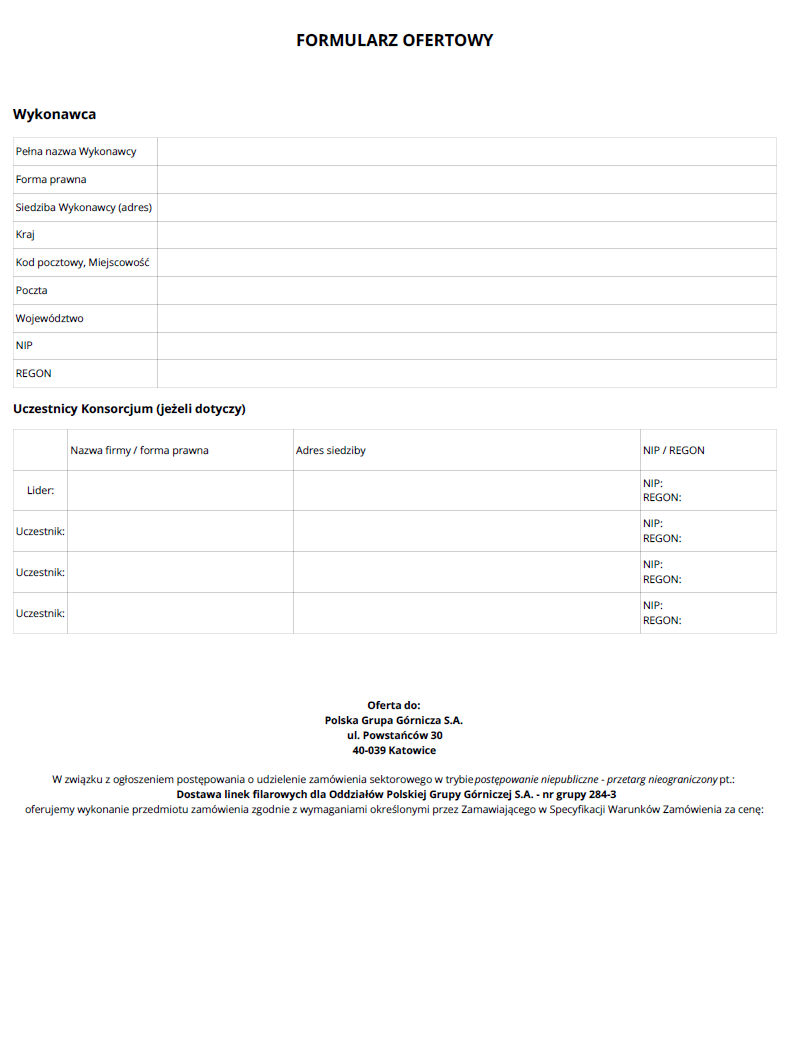 FORMULARZ OFERTOWY
Wykonawca
Pełna nazwa Wykonawcy
Forma prawna
Siedziba Wykonawcy (adres)
Kraj
Kod pocztowy, Miejscowość
Poczta
Województwo
NIP
REGON
Uczestnicy Konsorcjum (jeżeli dotyczy)
Nazwa firmy / forma prawna Adres siedziby NIP / REGON
Lider: NIP:
REGON:
Uczestnik: NIP:
REGON:
Uczestnik: NIP:
REGON:
Uczestnik: NIP:
REGON:
Oferta do:
Polska Grupa Górnicza S.A.
ul. Powstańców 30
40-039 Katowice
W związku z ogłoszeniem postępowania o udzielenie zamówienia sektorowego w trybie postępowanie niepubliczne - przetarg nieograniczony pt.:
Dostawa linek filarowych dla Oddziałów Polskiej Grupy Górniczej S.A. - nr grupy 284-3
oferujemy wykonanie przedmiotu zamówienia zgodnie z wymaganiami określonymi przez Zamawiającego w Specyfikacji Warunków Zamówienia za cenę: